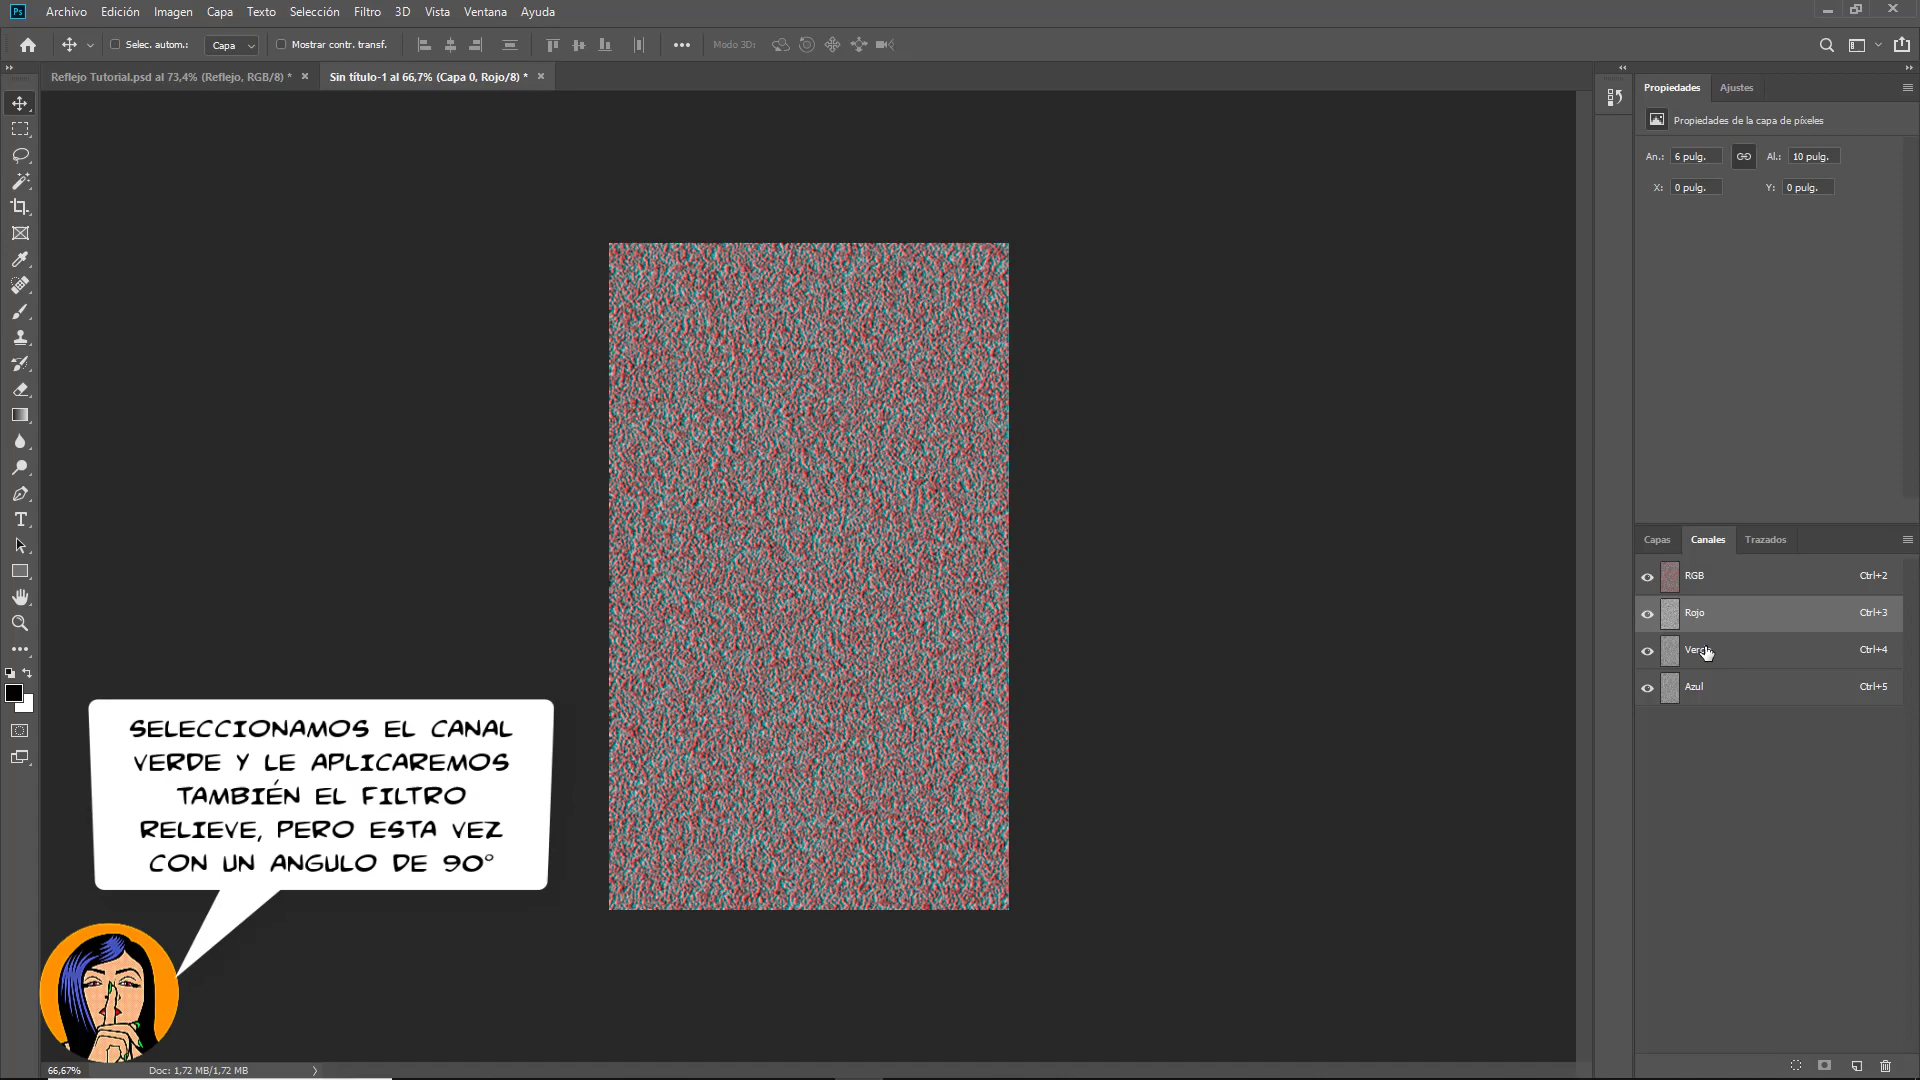 Ps Archivo Edición Imagen Capa Texto Selección Filtro 3D Vista Ventana Ayuda
Selec. autom.: Capa Mostrar contr. transf. Modo 3D:
Reflejo Tutorial.psd al 73,4% (Reflejo, RGB/8) * Sin título-1 al 66,7% (Capa 0, Rojo/8) *
Propiedades Ajustes
Propiedades de la capa de píxeles
An.: 6 pulg. Al.: 10 pulg.
X: 0 pulg. Y: 0 pulg.
Capas Canales Trazados
RGB Ctrl+2
Rojo Ctrl+3
Ctrl+4
Azul Ctrl+5
SELECCIONAMOS EL CANAL
VERDE Y LE APLICAREMOS
TAMBIÉN EL FILTRO
RELIEVE, PERO ESTA VEZ
CON UN ANGULO DE 90°
66,67% Doc: 1,72 MB/1,72 MB